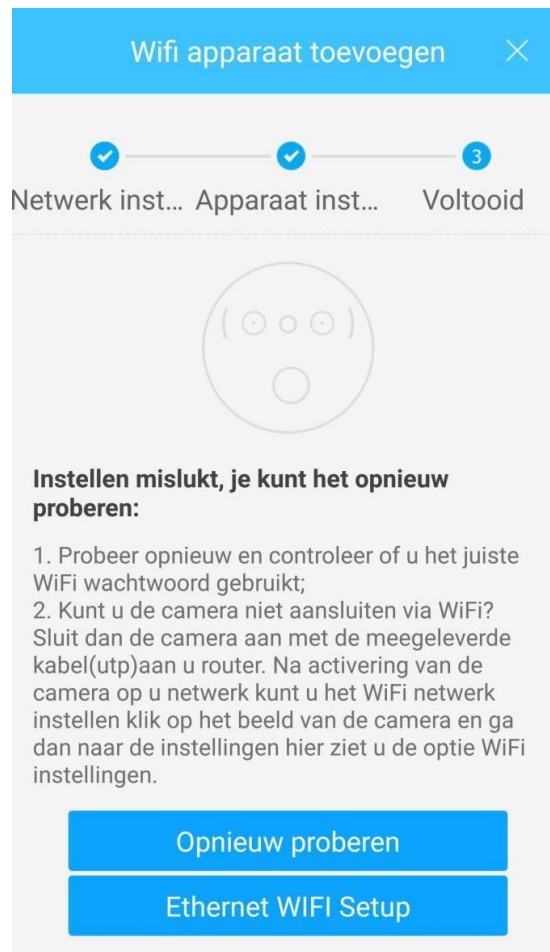 Wifi apparaat toevoegen
3
Netwerk inst... Apparaat inst... Voltooid
Instellen mislukt, je kunt het opnieuw
proberen:
1. Probeer opnieuw en controleer of u het juiste
WiFi wachtwoord gebruikt;
2. Kunt u de camera niet aansluiten via WiFi?
Sluit dan de camera aan met de meegeleverde
kabel(utp)aan u router. Na activering van de
camera op u netwerk kunt u het WiFi netwerk
instellen klik op het beeld van de camera en ga
dan naar de instellingen hier ziet u de optie WiFi
instellingen.
Opnieuw proberen
Ethernet WIFI Setup